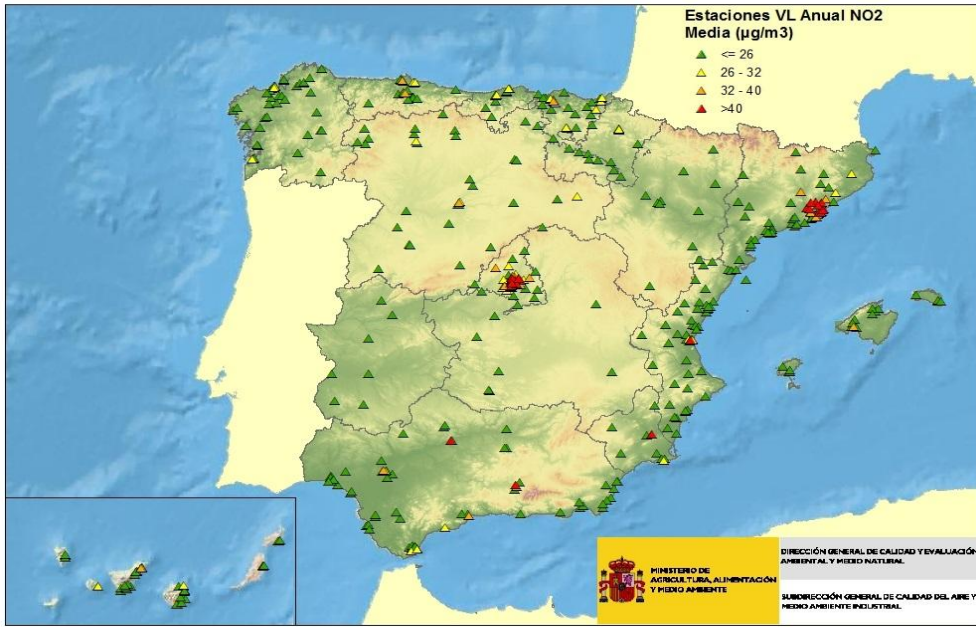 Estaciones VL Anual NO2
Media (µg/m3)
<= 26
26 - 32
32 - 40
>40
MINISTERIO DE
AGRICULTURA, ALIMENTACIÓN
Y MEDIO AMBIENTE
DIRECCIÓN GENERAL DE CALIDAD Y EVALUACIÓN
AMBIENTAL Y MEDIO NATURAL
SUBDIRECCIÓN GENERAL DE CALIDAD DEL AIRE Y
MEDIO AMBIENTE INDUSTRIAL